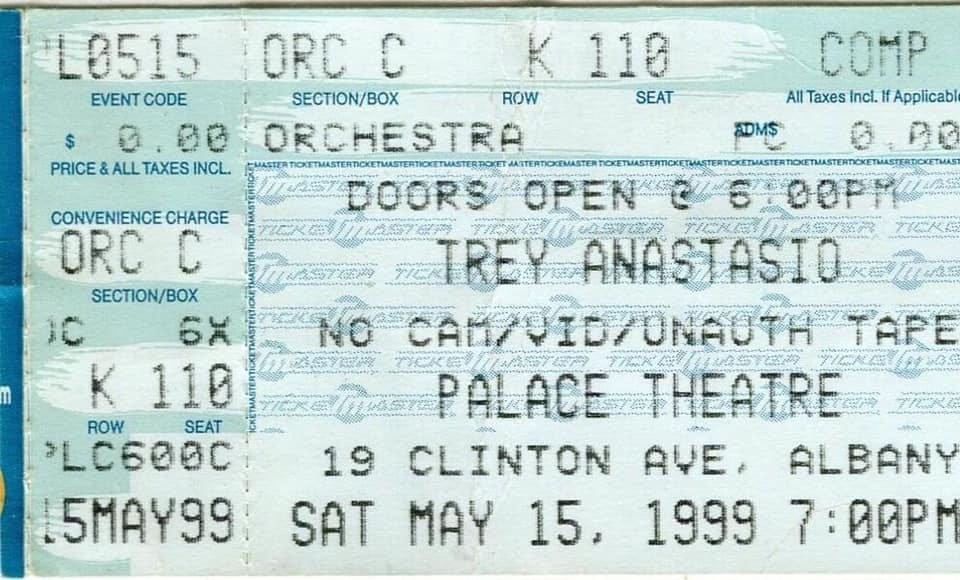 L0515 ORC C K 110 COMP
EVENT CODE SECTION/BOX ROW SEAT All Taxes Incl. If Applicable
$ 0.00 ORCHESTRA ADM$ PC 0.00
PRICE & ALL TAXES INCL.
DOORS OPEN @ 6:00PM
CONVENIENCE CHARGE
ORC C TREY ANASTASIO
SECTION/BOX
C 6X NO CAM/VID/UNAUTH TAPE
K 110 PALACE THEATRE
ROW SEAT
PLC600C 19 CLINTON AVE, ALBANY
15MAY99 SAT MAY 15, 1999 7:00PM